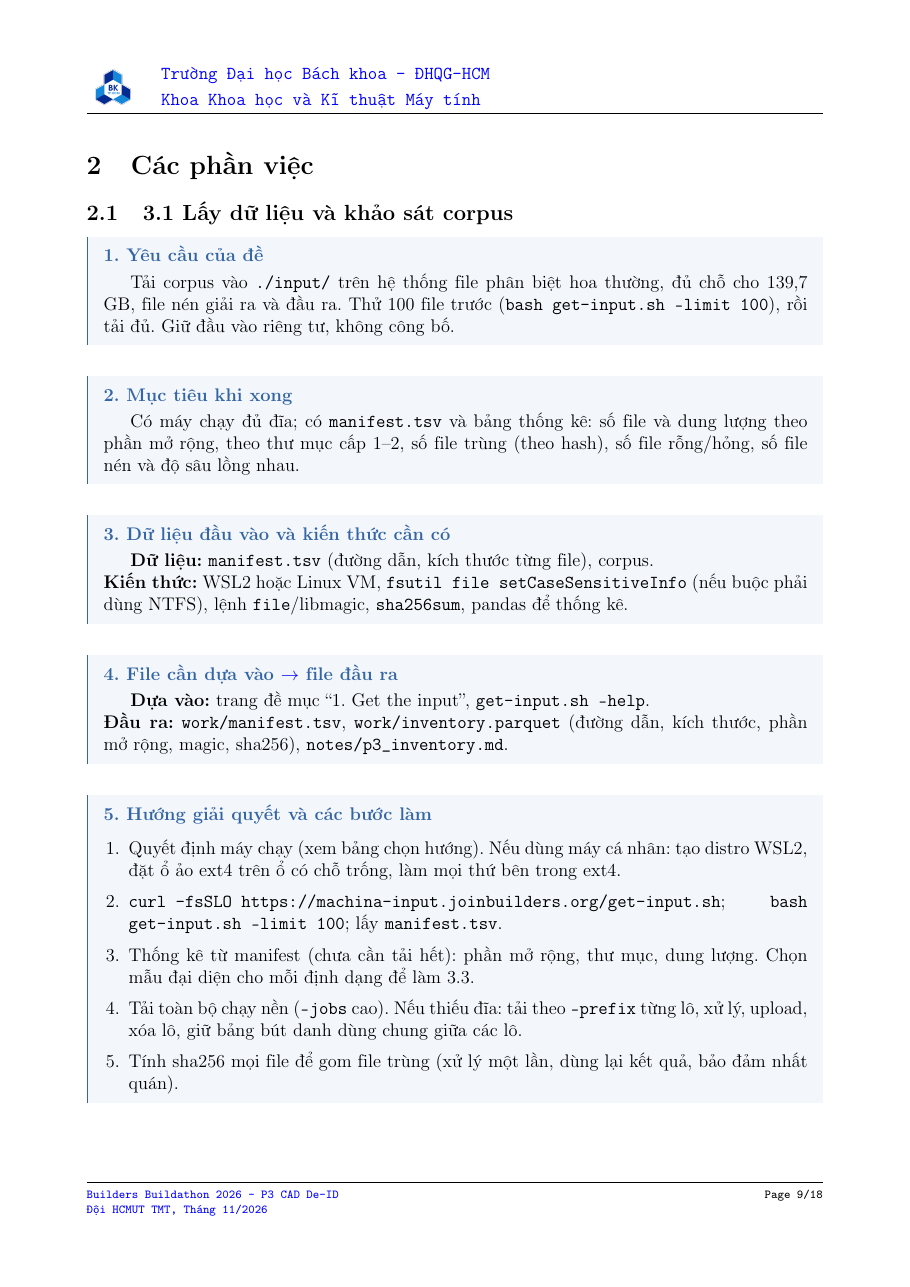 BK
Trường Đại học Bách khoa - ĐHQG-HCM
Khoa Khoa học và Kĩ thuật Máy tính
2 Các phần việc
2.1 3.1 Lấy dữ liệu và khảo sát corpus
1. Yêu cầu của đề
Tải corpus vào ./input/ trên hệ thống file phân biệt hoa thường, đủ chỗ cho 139,7
GB, file nén giải ra và đầu ra. Thử 100 file trước (bash get-input.sh -limit 100), rồi
tải đủ. Giữ đầu vào riêng tư, không công bố.
2. Mục tiêu khi xong
Có máy chạy đủ đĩa; có manifest.tsv và bảng thống kê: số file và dung lượng theo
phần mở rộng, theo thư mục cấp 1–2, số file trùng (theo hash), số file rỗng/hỏng, số file
nén và độ sâu lồng nhau.
3. Dữ liệu đầu vào và kiến thức cần có
Dữ liệu: manifest.tsv (đường dẫn, kích thước từng file), corpus.
Kiến thức: WSL2 hoặc Linux VM, fsutil file setCaseSensitiveInfo (nếu buộc phải
dùng NTFS), lệnh file/libmagic, sha256sum, pandas để thống kê.
4. File cần dựa vào → file đầu ra
Dựa vào: trang đề mục “1. Get the input”, get-input.sh -help.
Đầu ra: work/manifest.tsv, work/inventory.parquet (đường dẫn, kích thước, phần
mở rộng, magic, sha256), notes/p3_inventory.md.
5. Hướng giải quyết và các bước làm
1. Quyết định máy chạy (xem bảng chọn hướng). Nếu dùng máy cá nhân: tạo distro WSL2,
đặt ổ ảo ext4 trên ổ có chỗ trống, làm mọi thứ bên trong ext4.
2. curl -fsSLO https://machina-input.joinbuilders.org/get-input.sh; bash
get-input.sh -limit 100; lấy manifest.tsv.
3. Thống kê từ manifest (chưa cần tải hết): phần mở rộng, thư mục, dung lượng. Chọn
mẫu đại diện cho mỗi định dạng để làm 3.3.
4. Tải toàn bộ chạy nền (-jobs cao). Nếu thiếu đĩa: tải theo -prefix từng lô, xử lý, upload,
xóa lô, giữ bảng bút danh dùng chung giữa các lô.
5. Tính sha256 mọi file để gom file trùng (xử lý một lần, dùng lại kết quả, bảo đảm nhất
quán).
Builders Buildathon 2026 - P3 CAD De-ID Page 9/18
Đội HCMUT TMT, Tháng 11/2026